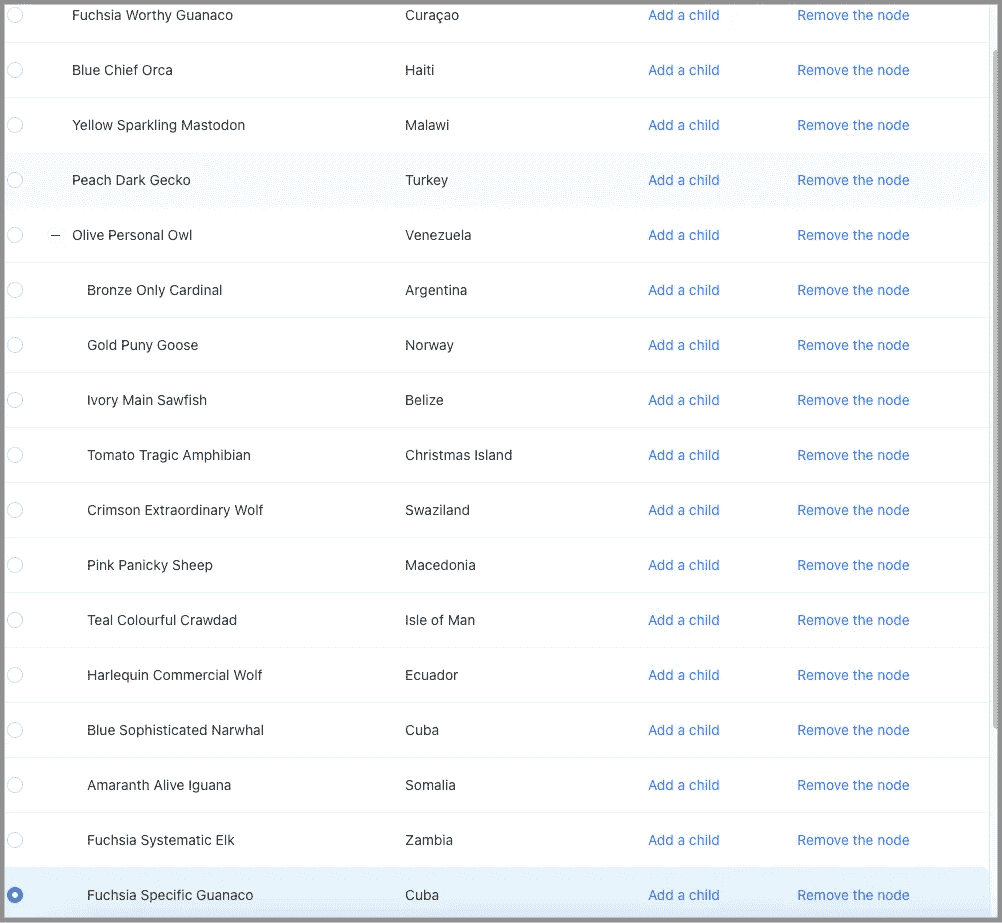 Fuchsia Worthy Guanaco Curaçao Add a child Remove the node
Blue Chief Orca Haiti Add a child Remove the node
Yellow Sparkling Mastodon Malawi Add a child Remove the node
Peach Dark Gecko Turkey Add a child Remove the node
Olive Personal Owl Venezuela Add a child Remove the node
Bronze Only Cardinal Argentina Add a child Remove the node
Gold Puny Goose Norway Add a child Remove the node
Ivory Main Sawfish Belize Add a child Remove the node
Tomato Tragic Amphibian Christmas Island Add a child Remove the node
Crimson Extraordinary Wolf Swaziland Add a child Remove the node
Pink Panicky Sheep Macedonia Add a child Remove the node
Teal Colourful Crawdad Isle of Man Add a child Remove the node
Harlequin Commercial Wolf Ecuador Add a child Remove the node
Blue Sophisticated Narwhal Cuba Add a child Remove the node
Amaranth Alive Iguana Somalia Add a child Remove the node
Fuchsia Systematic Elk Zambia Add a child Remove the node
Fuchsia Specific Guanaco Cuba Add a child Remove the node